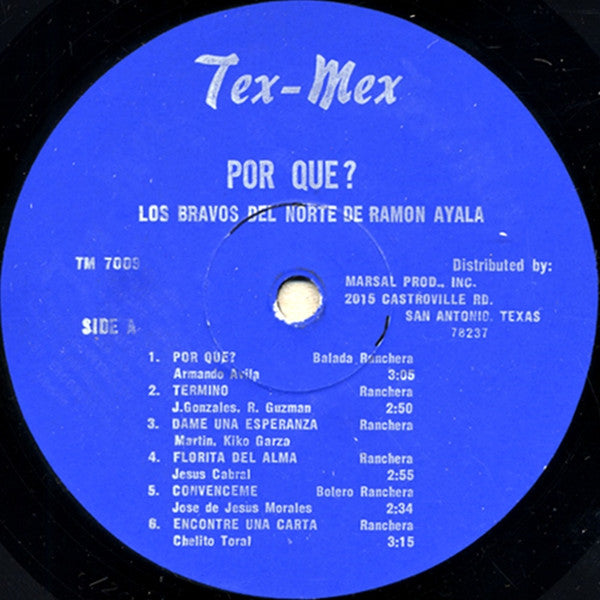 Tex-Mex
POR QUE?
LOS BRAVOS DEL NORTE DE RAMON AYALA
TM 7009
Distributed by:
MARSAL PROD., INC.
2015 CASTROVILLE RD.
SAN ANTONIO, TEXAS
78237
SIDE A
1. POR QUE? Balada Ranchera
Armando Avila 3:05
2. TERMINO Ranchera
J.Gonzales, R. Guzman 2:50
3. DAME UNA ESPERANZA Ranchera
Martin, Kiko Garza
4. FLORITA DEL ALMA Ranchera
Jesus Cabral 2:55
5. CONVENCEME Bolero Ranchera
Jose de Jesus Morales 2:34
6. ENCONTRE UNA CARTA Ranchera
Chelito Toral 3:15